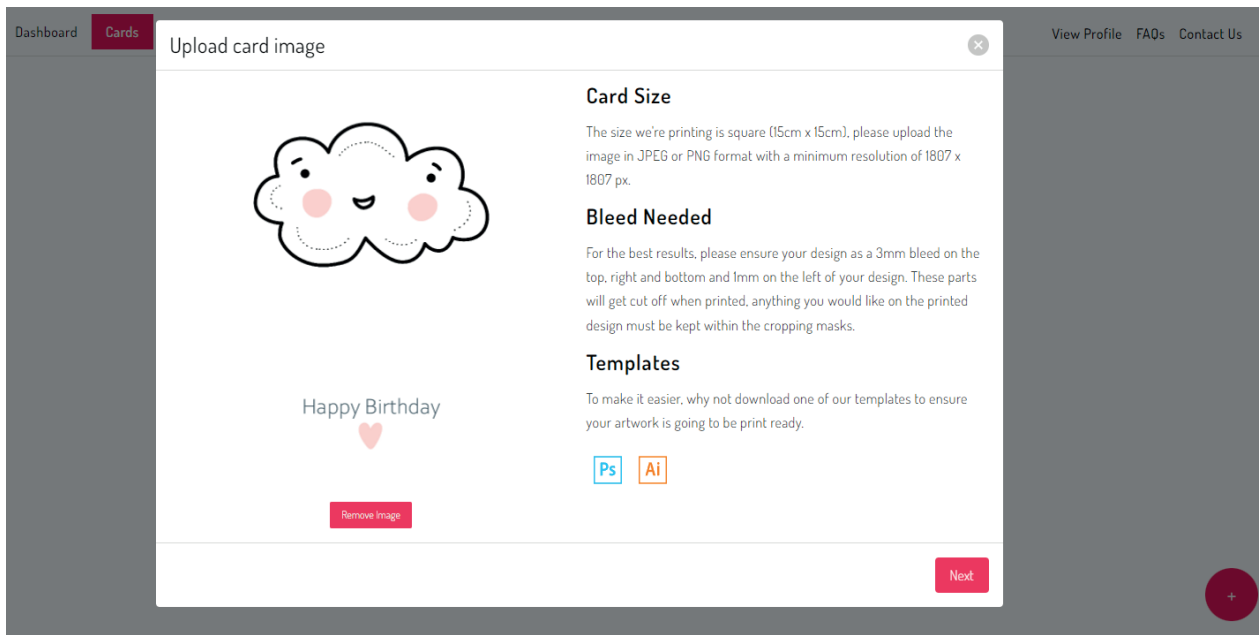 Dashboard
Cards
View Profile
FAQs
Contact Us
Upload card image
Happy Birthday
Remove Image
Card Size
The size we're printing is square (15cm x 15cm), please upload the
image in JPEG or PNG format with a minimum resolution of 1807 x
1807 px.
Bleed Needed
For the best results, please ensure your design as a 3mm bleed on the
top, right and bottom and 1mm on the left of your design. These parts
will get cut off when printed, anything you would like on the printed
design must be kept within the cropping masks.
Templates
To make it easier, why not download one of our templates to ensure
your artwork is going to be print ready.
Ps
Ai
Next
+